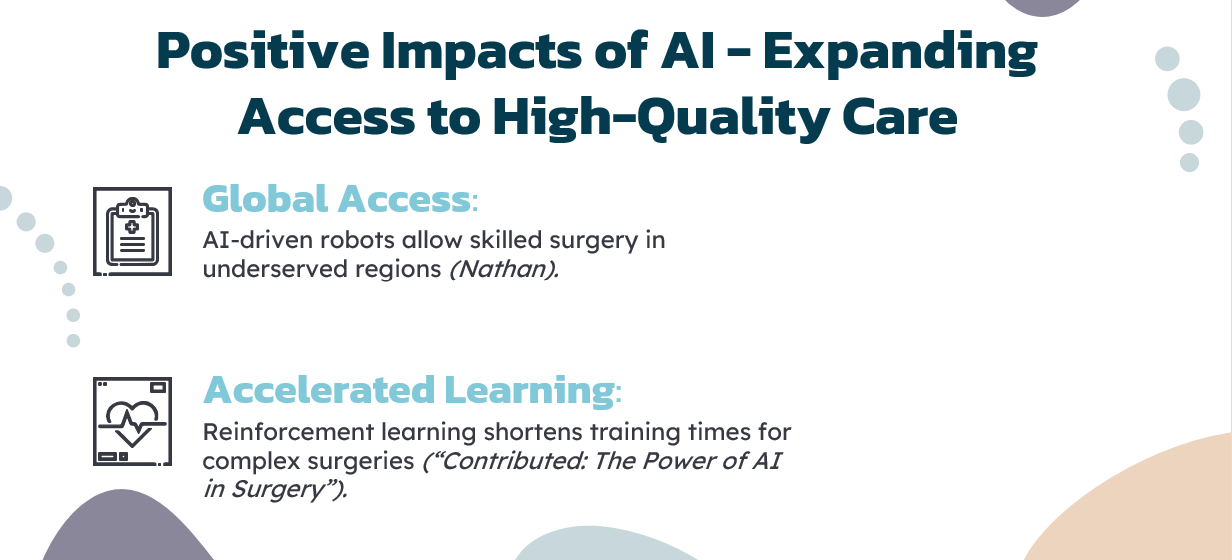 Positive Impacts of AI – Expanding
Access to High-Quality Care
Global Access:
AI-driven robots allow skilled surgery in
underserved regions (Nathan).
Accelerated Learning:
Reinforcement learning shortens training times for
complex surgeries (“Contributed: The Power of AI
in Surgery”).